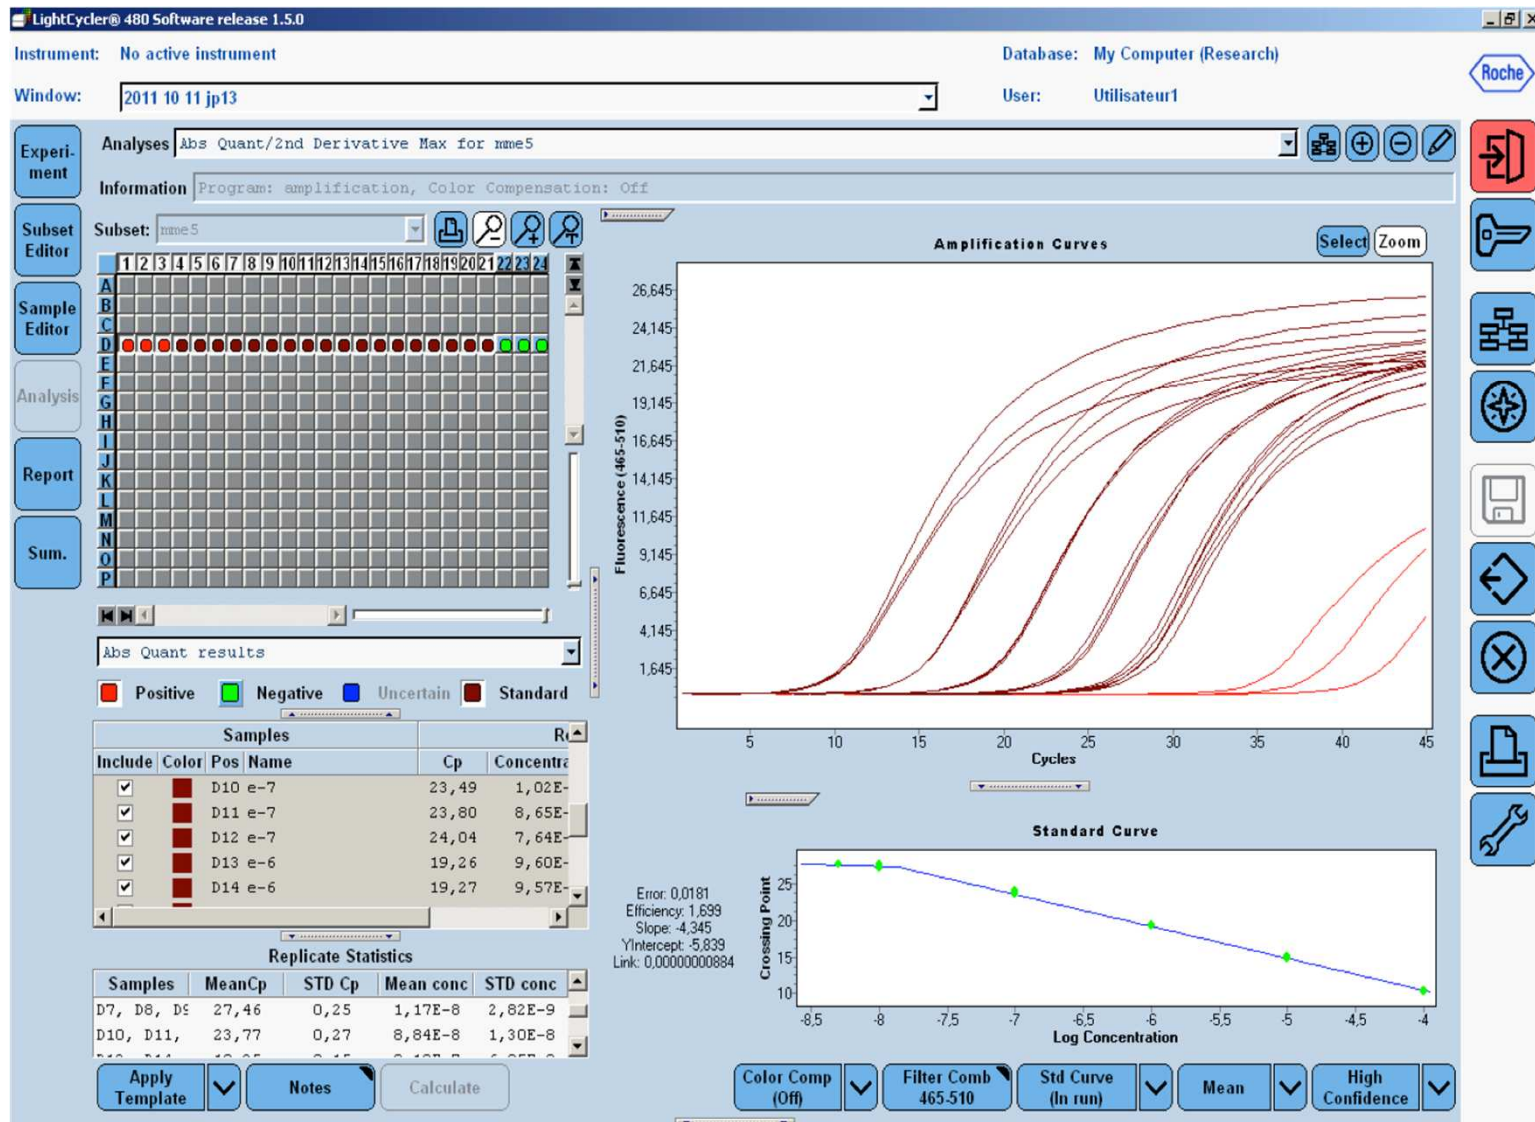 LightCycler® 480 Software release 1.5.0
Instrument: No active instrument
Database: My Computer (Research)
Roche
Window: 2011 10 11 jp13
User: Utilisateur1
Experi-
ment
Analyses Abs Quant/2nd Derivative Max for mme5
Information Program: amplification, Color Compensation: Off
Subset
Editor
Subset: mme5
Sample
Editor
Analysis
Report
Sum.
1 2 3 4 5 6 7 8 9 10 11 12 13 14 15 16 17 18 19 20 21 22 23 24
A
B
C
D
E
F
G
H
I
J
K
L
M
N
O
P
Abs Quant results
Positive Negative Uncertain Standard
Samples Re
Include Color Pos Name Cp Concentra
D10 e-7 23,49 1,02E-
D11 e-7 23,80 8,65E-
D12 e-7 24,04 7,64E-
D13 e-6 19,26 9,60E-
D14 e-6 19,27 9,57E-
Replicate Statistics
Samples MeanCp STD Cp Mean conc STD conc
D7, D8, D9 27,46 0,25 1,17E-8 2,82E-9
D10, D11, 23,77 0,27 8,84E-8 1,30E-8
Amplification Curves
Select Zoom
Fluorescence (465-510)
26,645
24,145
21,645
19,145
16,645
14,145
11,645
9,145
6,645
4,145
1,645
5 10 15 20 25 30 35 40 45
Cycles
Standard Curve
Error: 0,0181
Efficiency: 1,699
Slope: -4,345
YIntercept: -5,839
Link: 0,00000000884
Crossing Point
25
20
15
10
-8,5 -8 -7,5 -7 -6,5 -6 -5,5 -5 -4,5 -4
Log Concentration
Apply
Template
Notes
Calculate
Color Comp
(Off)
Filter Comb
465-510
Std Curve
(In run)
Mean
High
Confidence